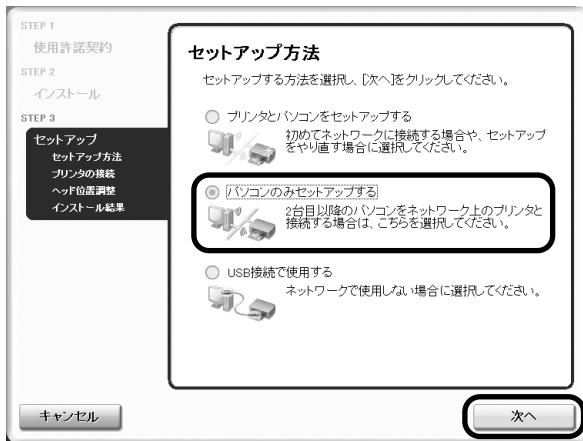 STEP 1
使用許諾契約
STEP 2
インストール
STEP 3
セットアップ
セットアップ方法
プリンタの接続
ヘッド位置調整
インストール結果
セットアップ方法
セットアップする方法を選択し、[次へ]をクリックしてください。
プリンタとパソコンをセットアップする
初めてネットワークに接続する場合や、セットアップ
をやり直す場合に選択してください。
パソコンのみセットアップする
2台目以降のパソコンをネットワーク上のプリンタと
接続する場合は、こちらを選択してください。
USB接続で使用する
ネットワークで使用しない場合に選択してください。
キャンセル
次へ